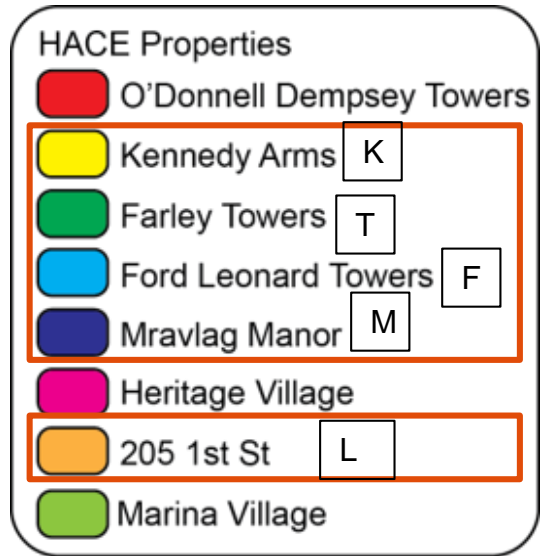 HACE Properties
O'Donnell Dempsey Towers
Kennedy Arms K
Farley Towers T
Ford Leonard Towers F
Mravlag Manor M
Heritage Village
205 1st St L
Marina Village